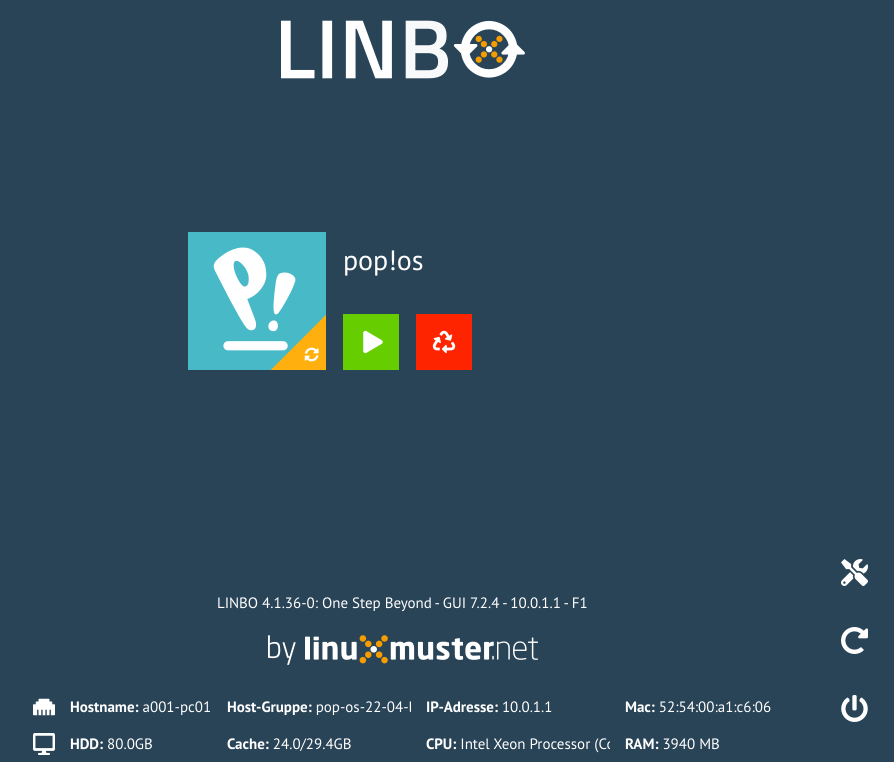 LINBO
pop!os
LINBO 4.1.36-0: One Step Beyond - GUI 7.2.4 - 10.0.1.1 - F1
by linuxmuster.net
Hostname: a001-pc01 Host-Gruppe: pop-os-22-04- IP-Adresse: 10.0.1.1 Mac: 52:54:00:a1:c6:06
HDD: 80.0GB Cache: 24.0/29.4GB CPU: Intel Xeon Processor (Co RAM: 3940 MB